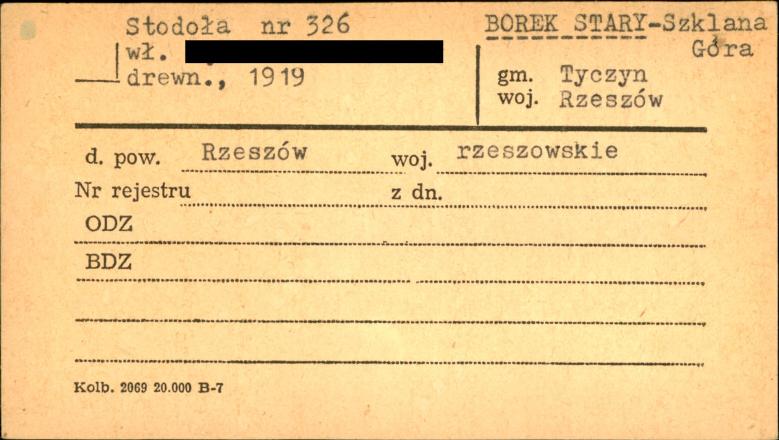 Stodoła nr 326
wł.
drewn., 1919
BOREK STARY-Szklana
Góra
gm. Tyczyn
woj. Rzeszów
d. pow. Rzeszów woj. rzeszowskie
Nr rejestru z dn.
ODZ
BDZ
Kolb. 2069 20.000 B-7